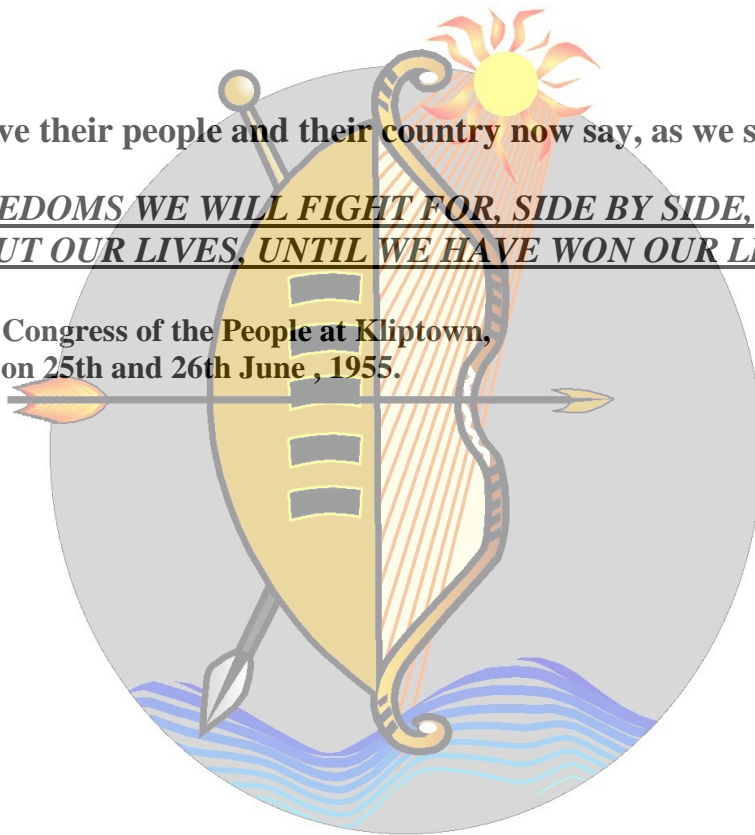 ve their people and their country now say, as we s
EDOMS WE WILL FIGHT FOR, SIDE BY SIDE,
UT OUR LIVES, UNTIL WE HAVE WON OUR LI
Congress of the People at Kliptown,
on 25th and 26th June , 1955.